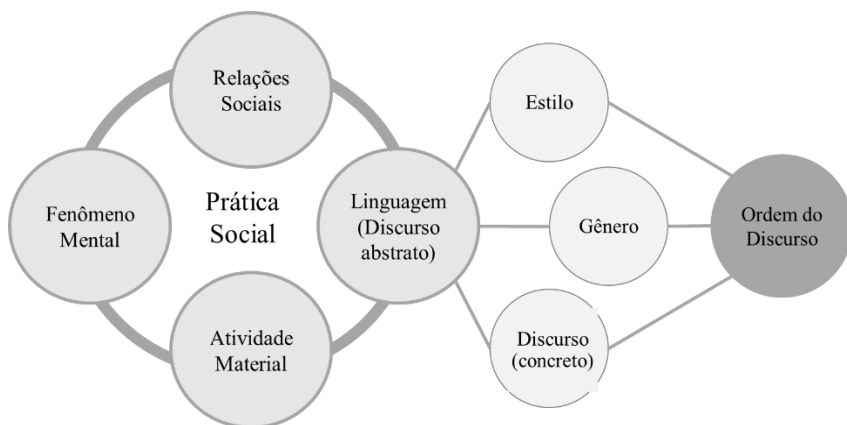 Relações
Sociais
Fenômeno
Mental
Prática
Social
Linguagem
(Discurso
abstrato)
Atividade
Material
Estilo
Gênero
Discurso
(concreto)
Ordem do
Discurso